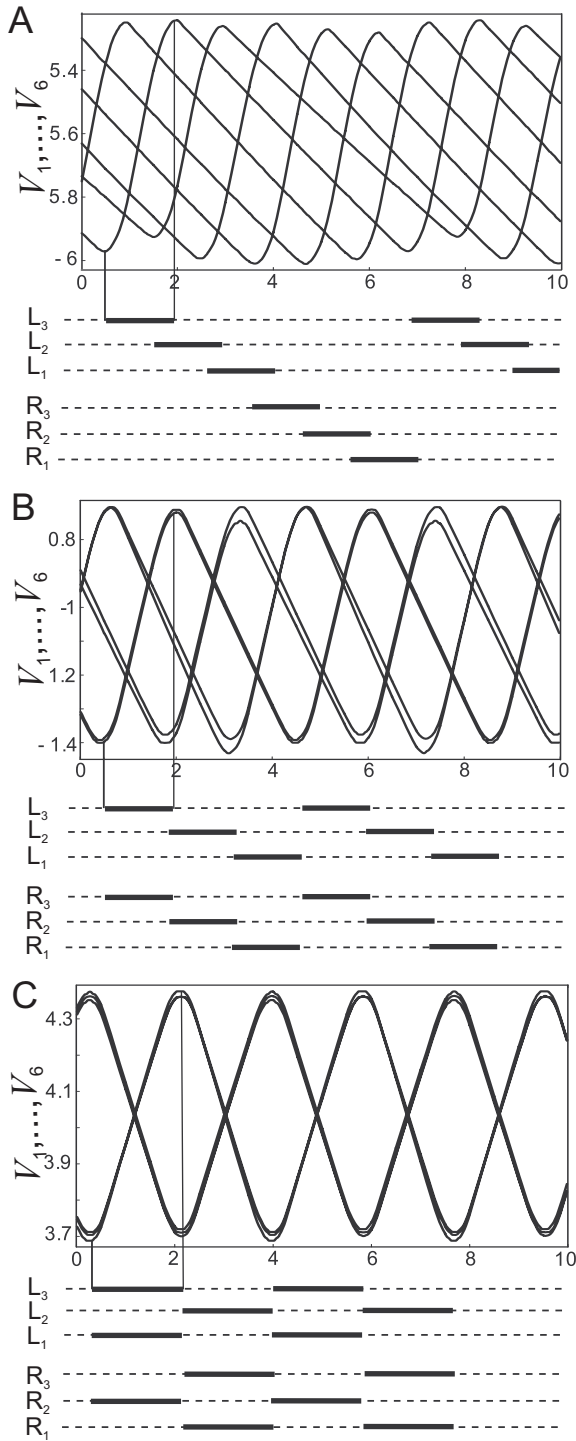 A
V₁,...,V₆
5.4
5.6
5.8
- 6
0 2 4 6 8 10
L₃
L₂
L₁
R₃
R₂
R₁
B
V₁,...,V₆
0.8
-1
1.2
- 1.4
0 2 4 6 8 10
L₃
L₂
L₁
R₃
R₂
R₁
C
V₁,...,V₆
4.3
4.1
3.9
3.7
0 2 4 6 8 10
L₃
L₂
L₁
R₃
R₂
R₁